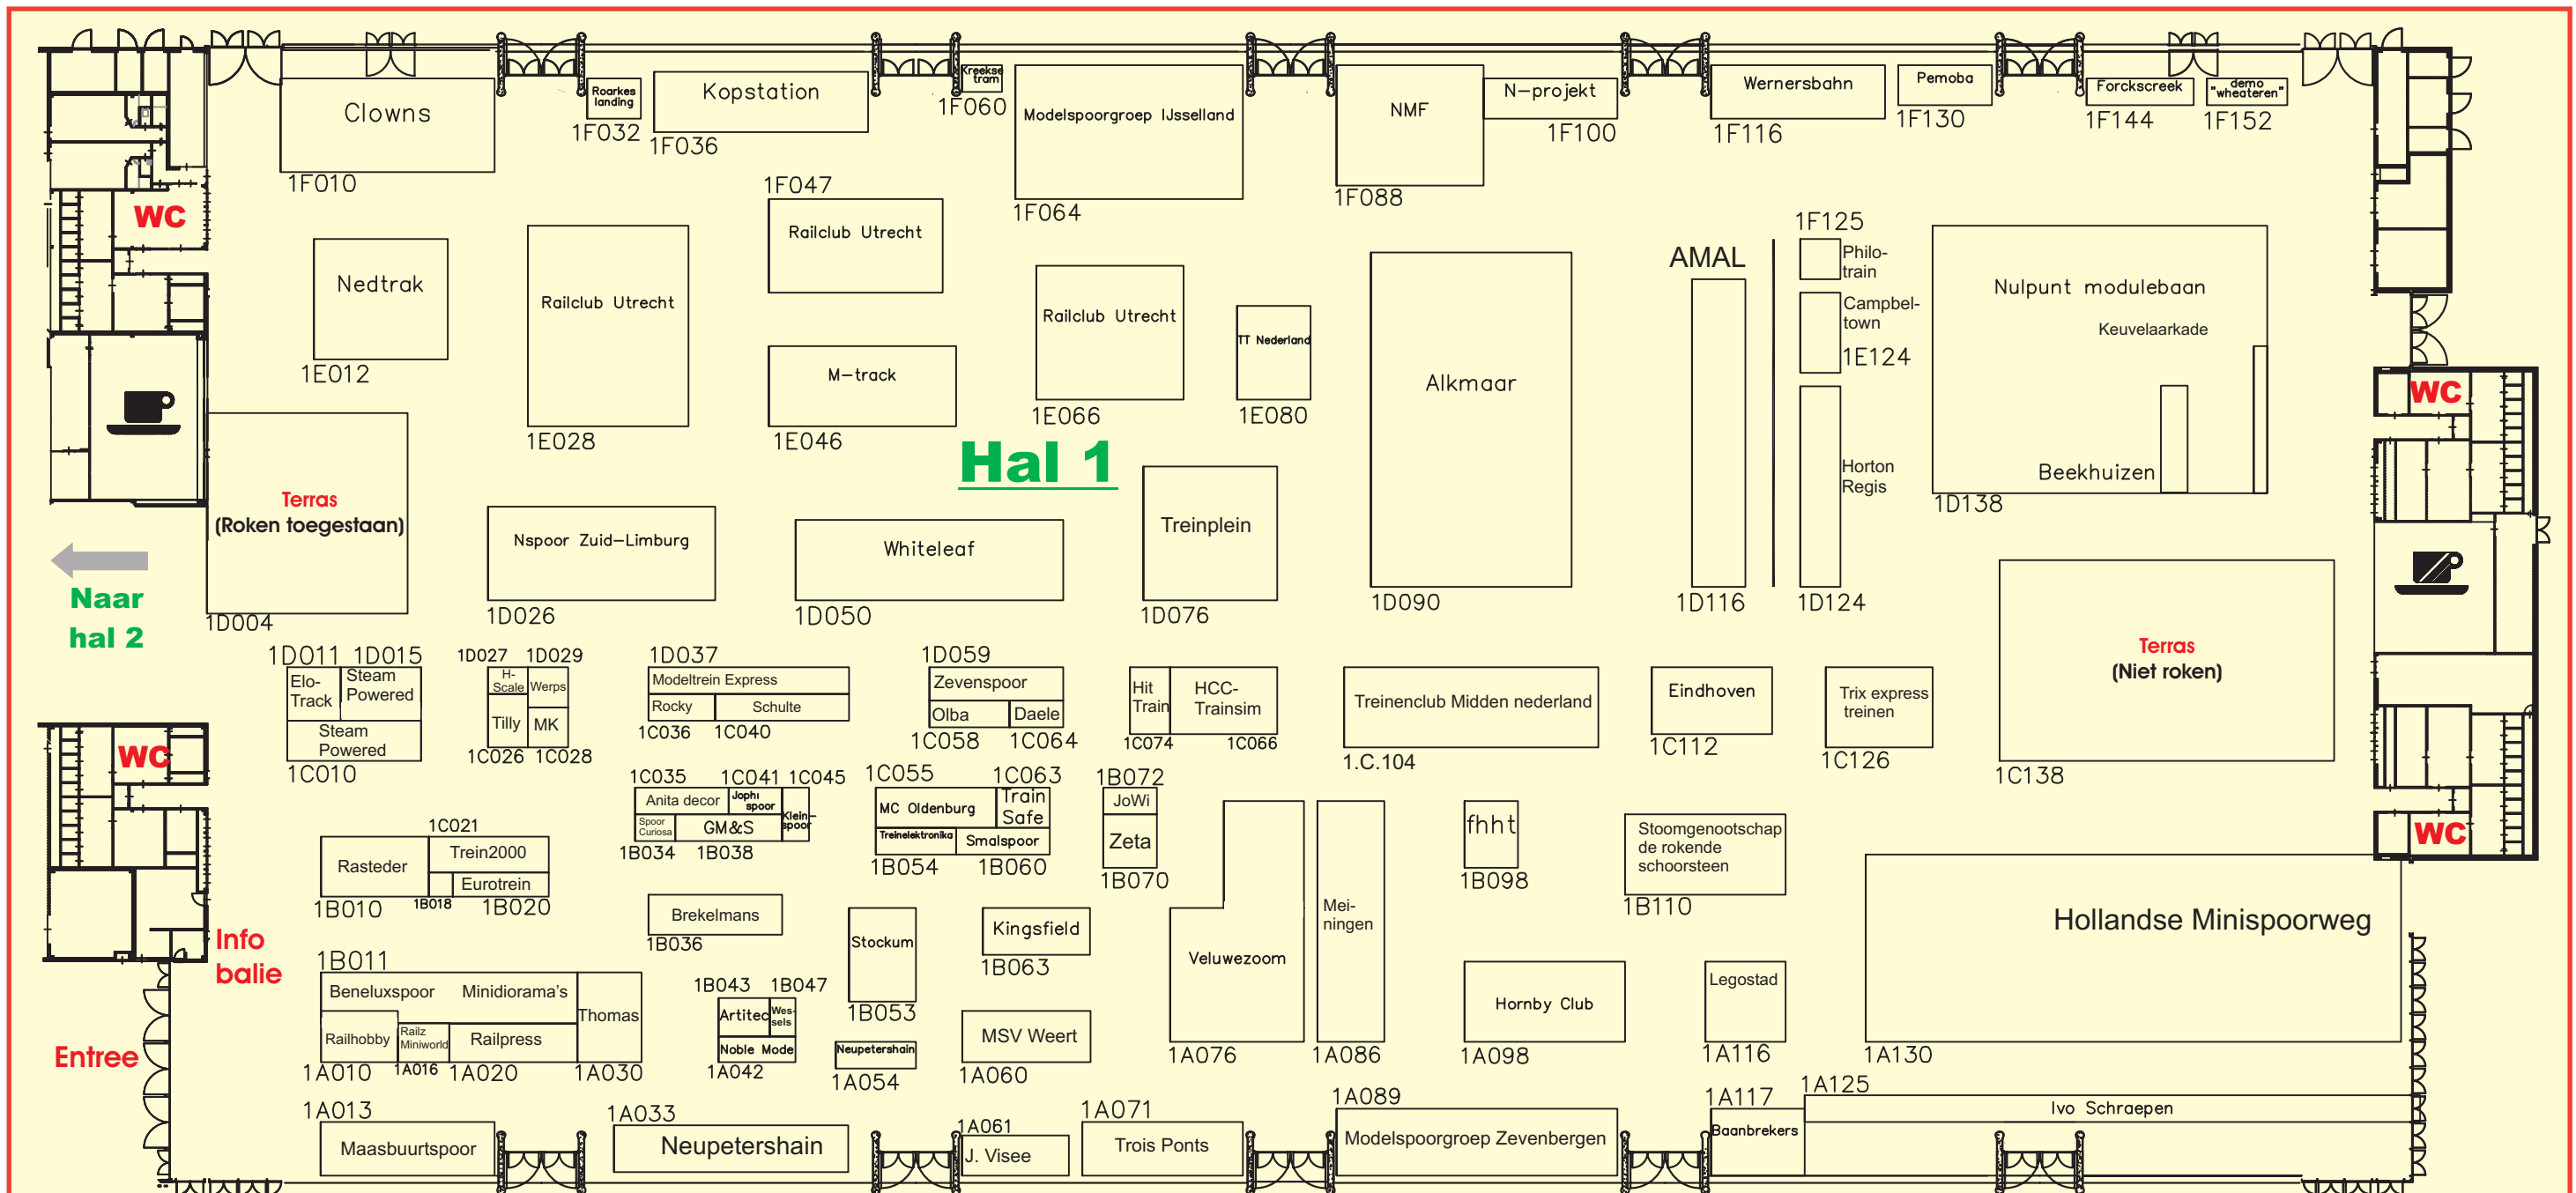 Clowns
1F010
Roarkes
landing
1F032
Kopstation
1F036
Kreekse
tram
1F060
Modelspoorgroep IJsselland
1F064
NMF
1F088
N-projekt
1F100
Wernersbahn
1F116
Pemoba
1F130
Forckscreek
1F144
demo
"wheateren"
1F152
WC
Nedtrak
1E012
Railclub Utrecht
1E028
1F047
Railclub Utrecht
M-track
1E046
Railclub Utrecht
1E066
TT Nederland
1E080
Alkmaar
1D090
AMAL
1D116
1F125
Philo-
train
Campbel-
town
1E124
Horton
Regis
1D124
Nulpunt modulebaan
Keuvelaarkade
Beekhuizen
1D138
WC
Hal 1
Terras
(Roken toegestaan)
1D004
Naar
hal 2
Nspoor Zuid-Limburg
1D026
Whiteleaf
1D050
Treinplein
1D076
Terras
(Niet roken)
1C138
1D011 1D015
Elo-
Track
Steam
Powered
Steam
Powered
1C010
1D027 1D029
H-
Scale
Werps
Tilly
MK
1C026 1C028
1D037
Modeltrein Express
Rocky
Schulte
1C036
1C040
1D059
Zevenspoor
Olba
Daele
1C058
1C064
Hit
Train
HCC-
Trainsim
1C074
1C066
Treinenclub Midden nederland
1.C.104
Eindhoven
1C112
Trix express
treinen
1C126
WC
1C035
1C041
1C045
Anita decor
Jophi
spoor
Klein-
spoor
Spoor
Curiosa
GM&S
1B034
1B038
1C055
1C063
MC Oldenburg
Train
Safe
Treinelektronika
Smalspoor
1B054
1B060
1B072
JoWi
Zeta
1B070
fhht
1B098
Stoomgenootschap
de rokende
schoorsteen
1B110
WC
1C021
Rasteder
Trein2000
Eurotrein
1B010
1B018
1B020
Brekelmans
1B036
Stockum
1B053
Kingsfield
1B063
Veluwezoom
1A076
Mei-
ningen
1A086
Hornby Club
1A098
Legostad
1A116
Hollandse Minispoorweg
1A130
Info
balie
Entree
1B011
Beneluxspoor
Minidiorama's
Thomas
Railhobby
Railz
Miniworld
Railpress
1A010
1A016
1A020
1A030
1B043
1B047
Artitec
Wes-
sels
Noble Mode
1A042
Neupetershain
1A054
MSV Weert
1A060
1A013
Maasbuurtspoor
1A033
Neupetershain
1A061
J. Visee
1A071
Trois Ponts
1A089
Modelspoorgroep Zevenbergen
1A117
Baanbrekers
1A125
Ivo Schraepen